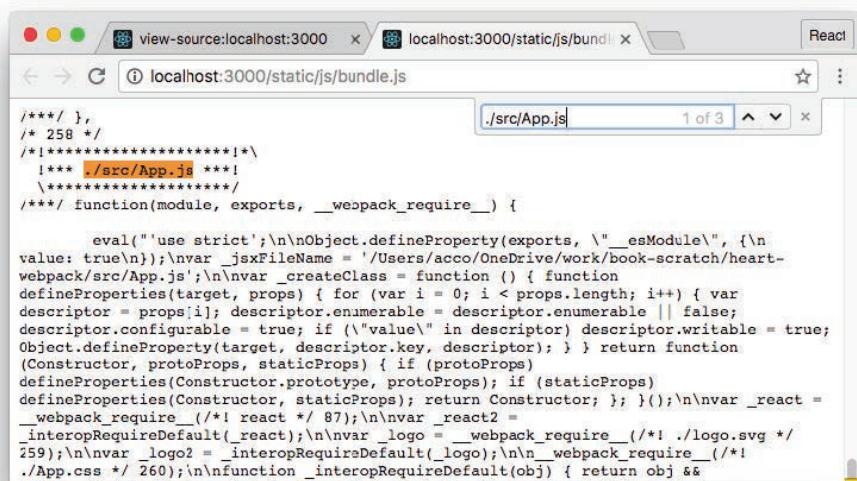 view-source:localhost:3000 × localhost:3000/static/js/bundl × React
localhost:3000/static/js/bundle.js
./src/App.js 1 of 3 ×
/***/ },
/* 258 */
/*!********************!*\
!*** ./src/App.js ***!
\********************/
/***/ function(module, exports, __webpack_require__) {
eval("'use strict';\n\nObject.defineProperty(exports, \"__esModule\", {\n
value: true\n});\nvar _jsxFileName = '/Users/acco/OneDrive/work/book-scratch/heart-
webpack/src/App.js';\n\nvar _createClass = function () { function
defineProperties(target, props) { for (var i = 0; i < props.length; i++) { var
descriptor = props[i]; descriptor.enumerable = descriptor.enumerable || false;
descriptor.configurable = true; if (\"value\" in descriptor) descriptor.writable = true;
Object.defineProperty(target, descriptor.key, descriptor); } } return function
(Constructor, protoProps, staticProps) { if (protoProps)
defineProperties(Constructor.prototype, protoProps); if (staticProps)
defineProperties(Constructor, staticProps); return Constructor; }; }();\n\nvar _react =
__webpack_require__(/*! react */ 87);\n\nvar _react2 =
_interopRequireDefault(_react);\n\nvar _logo = __webpack_require__(/*! ./logo.svg */
259);\n\nvar _logo2 = _interopRequireDefault(_logo);\n\n__webpack_require__(/*!
./App.css */ 260);\n\nfunction _interopRequireDefault(obj) { return obj &&